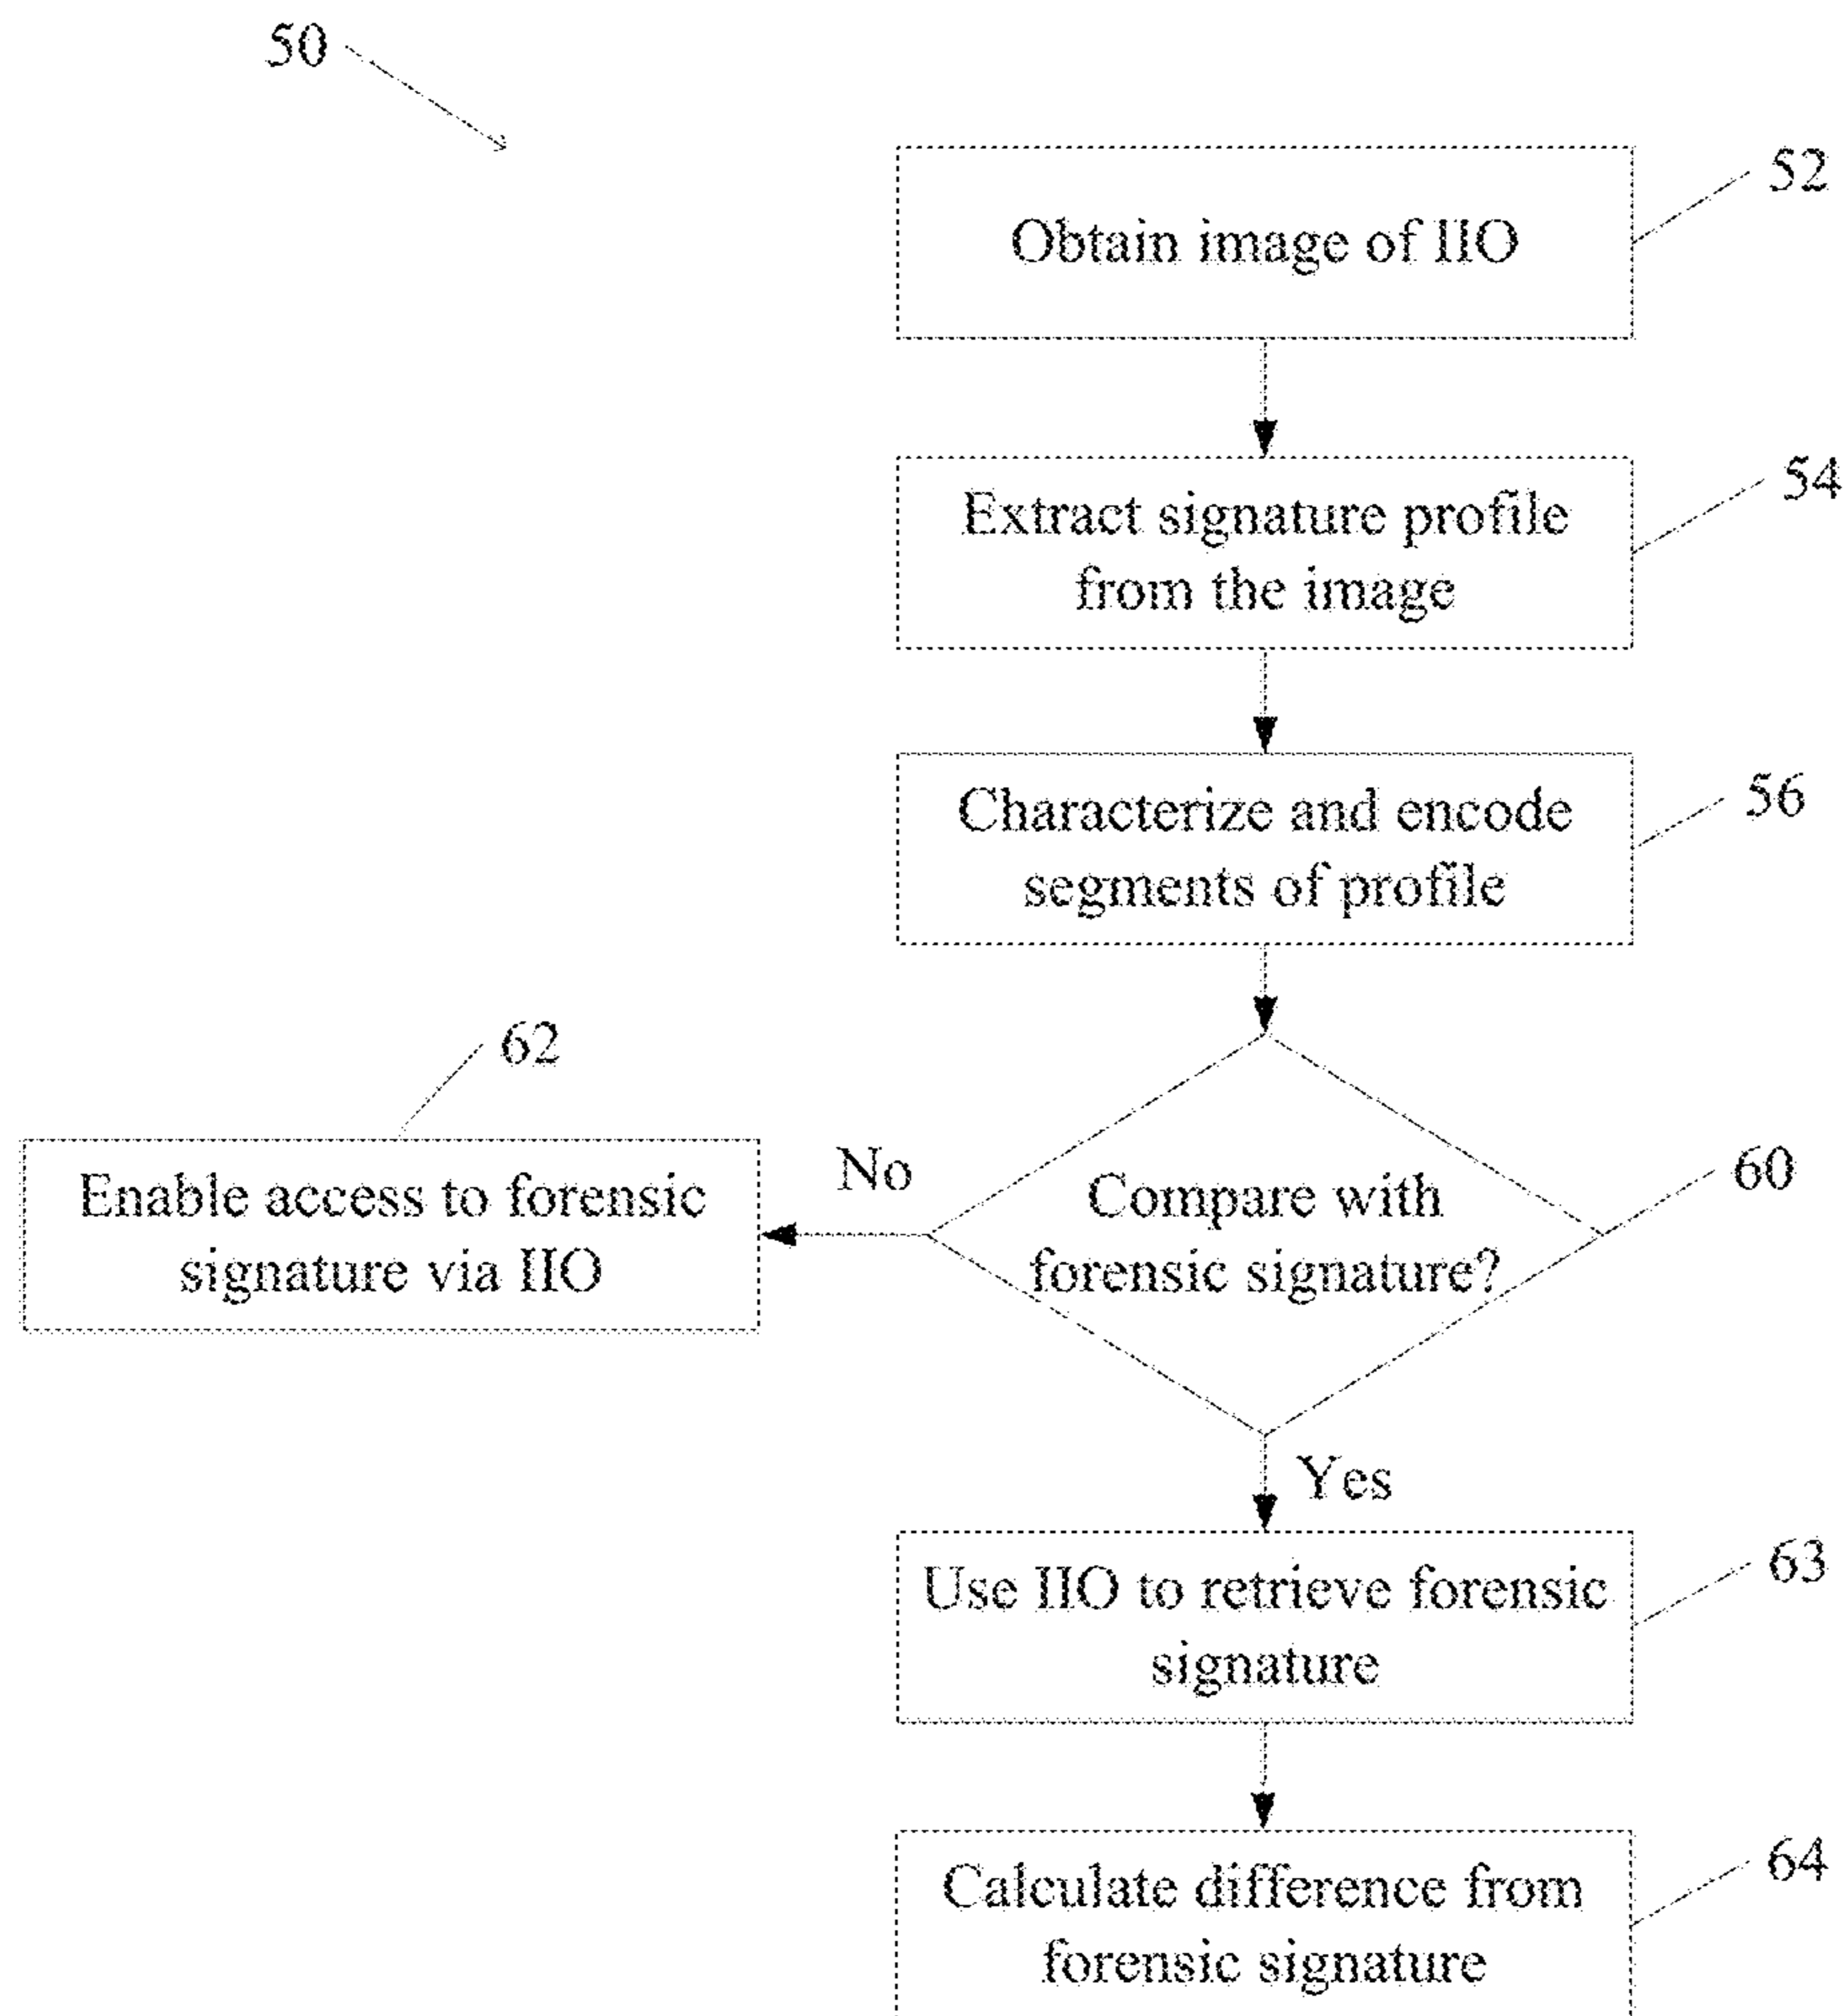 50
52
Obtain image of IIO
54
Extract signature profile
from the image
56
Characterize and encode
segments of profile
62
Enable access to forensic
signature via IIO
No
60
Compare with
forensic signature?
Yes
63
Use IIO to retrieve forensic
signature
64
Calculate difference from
forensic signature